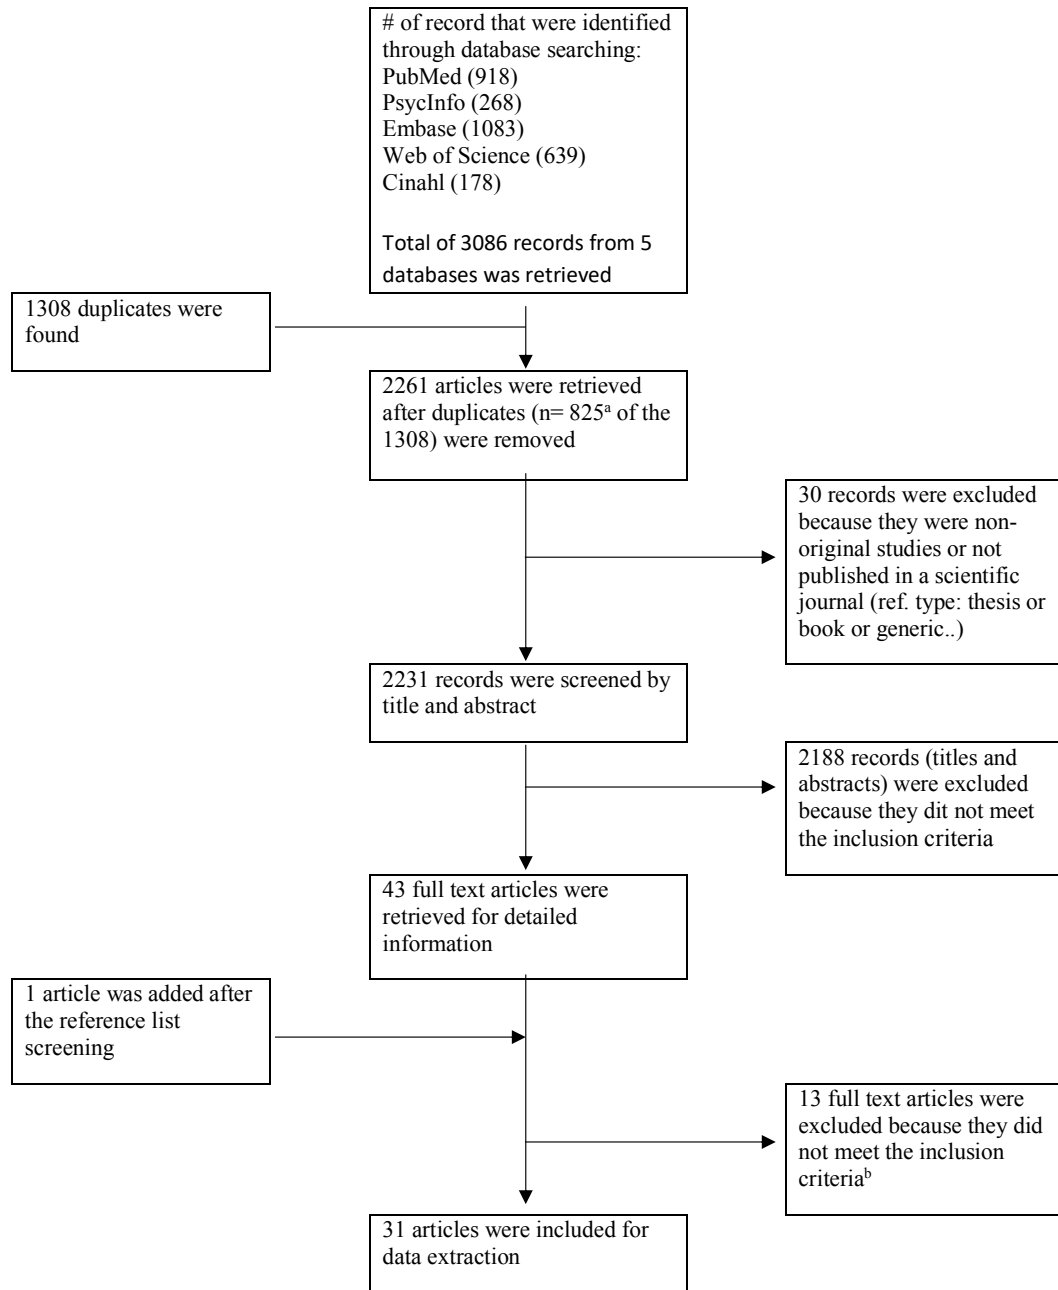 # of record that were identified
through database searching:
PubMed (918)
PsycInfo (268)
Embase (1083)
Web of Science (639)
Cinahl (178)
Total of 3086 records from 5
databases was retrieved
1308 duplicates were
found
2261 articles were retrieved
after duplicates (n= 825ᵃ of the
1308) were removed
30 records were excluded
because they were non-
original studies or not
published in a scientific
journal (ref. type: thesis or
book or generic..)
2231 records were screened by
title and abstract
2188 records (titles and
abstracts) were excluded
because they dit not meet
the inclusion criteria
43 full text articles were
retrieved for detailed
information
1 article was added after
the reference list
screening
13 full text articles were
excluded because they did
not meet the inclusion
criteriaᵇ
31 articles were included for
data extraction